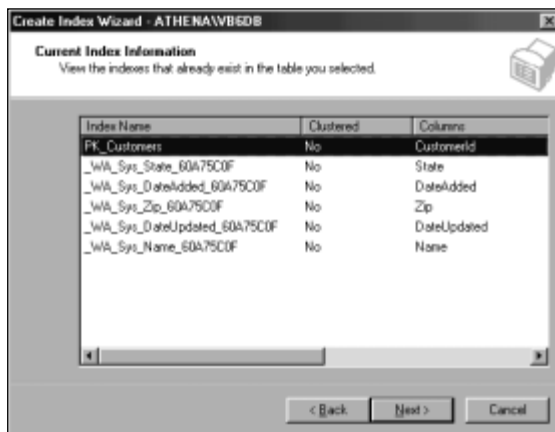 Create Index Wizard - ATHENA\VB6DB
Current Index Information
View the indexes that already exist in the table you selected.
Index Name Clustered Columns
PK_Customers No CustomerId
_WA_Sys_State_60A75C0F No State
_WA_Sys_DateAdded_60A75C0F No DateAdded
_WA_Sys_Zip_60A75C0F No Zip
_WA_Sys_DateUpdated_60A75C0F No DateUpdated
_WA_Sys_Name_60A75C0F No Name
< Back Next > Cancel